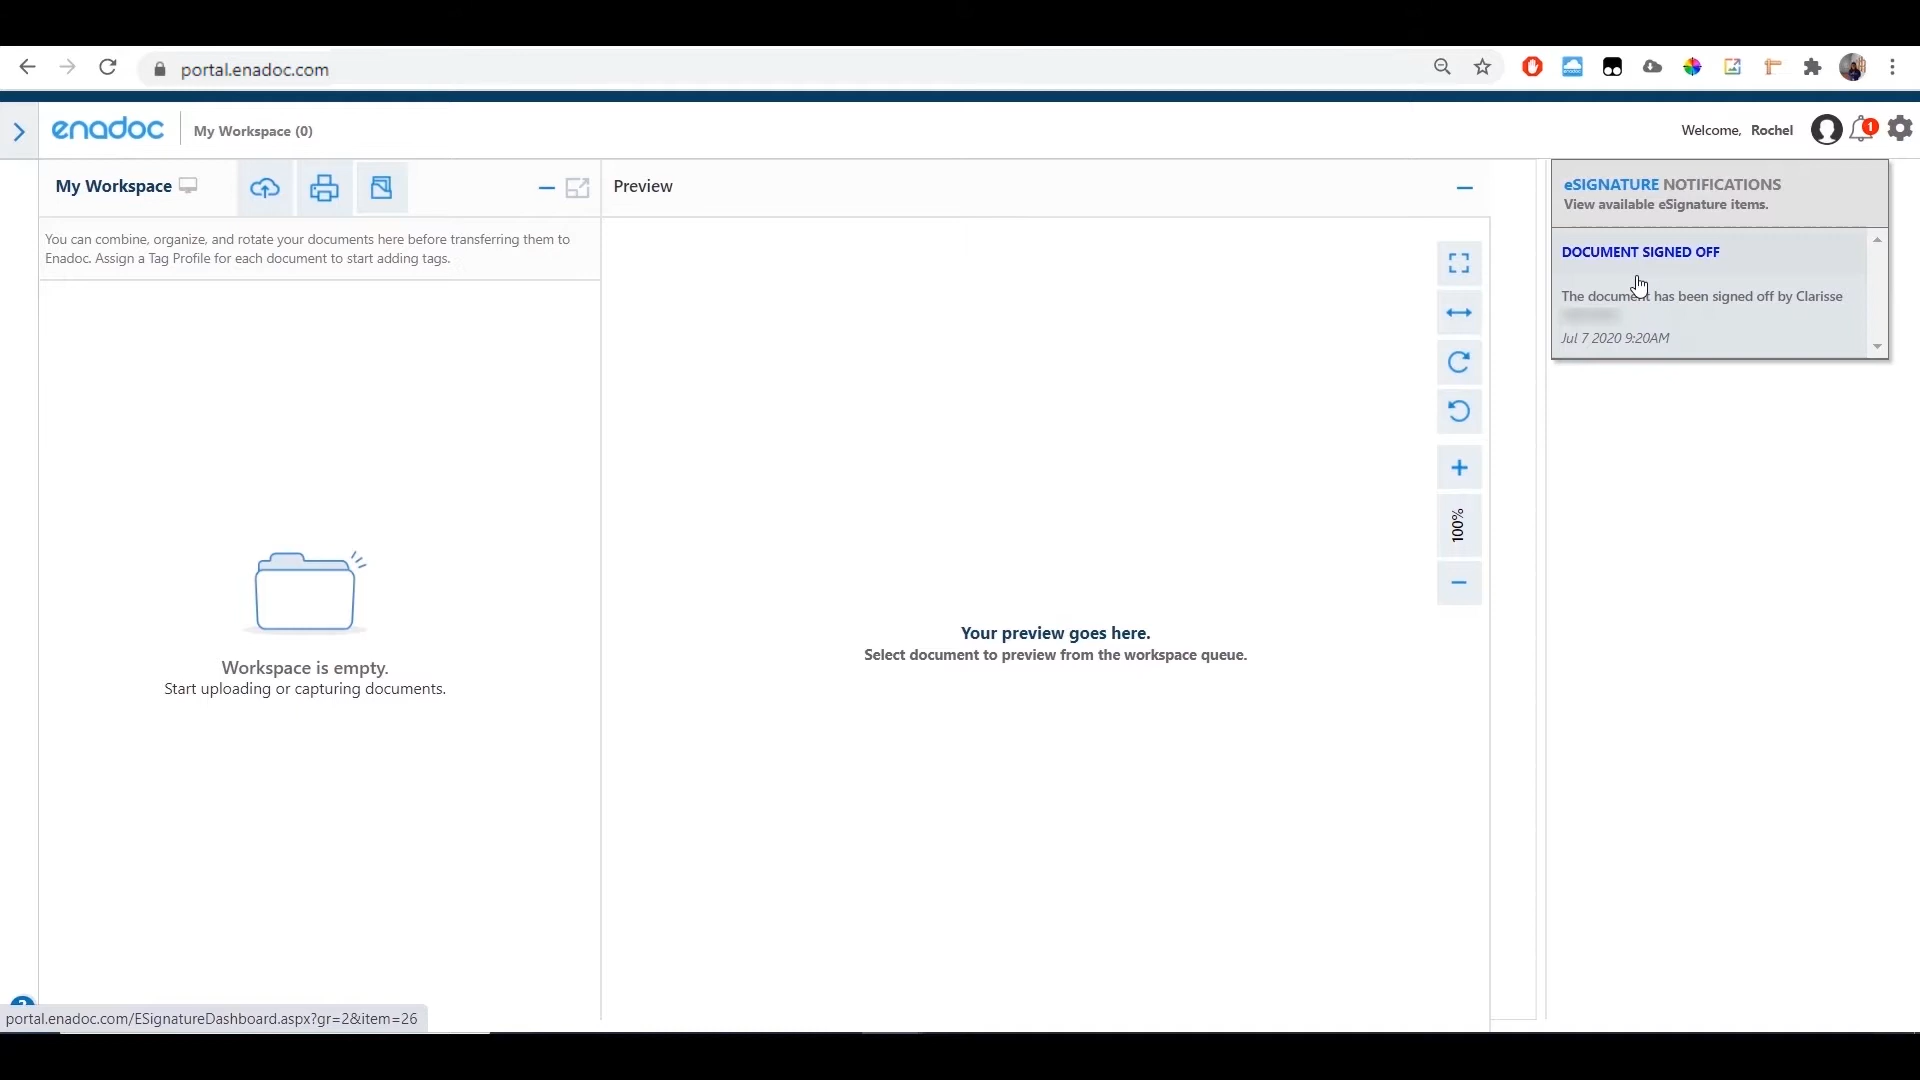 portal.enadoc.com
enadoc
My Workspace (0)
Welcome, Rochel
1
My Workspace
Preview
You can combine, organize, and rotate your documents here before transferring them to
Enadoc. Assign a Tag Profile for each document to start adding tags.
eSIGNATURE NOTIFICATIONS
View available eSignature items.
DOCUMENT SIGNED OFF
The document has been signed off by Clarisse
Jul 7 2020 9:20AM
100%
Workspace is empty.
Start uploading or capturing documents.
Your preview goes here.
Select document to preview from the workspace queue.
portal.enadoc.com/ESignatureDashboard.aspx?gr=2&item=26